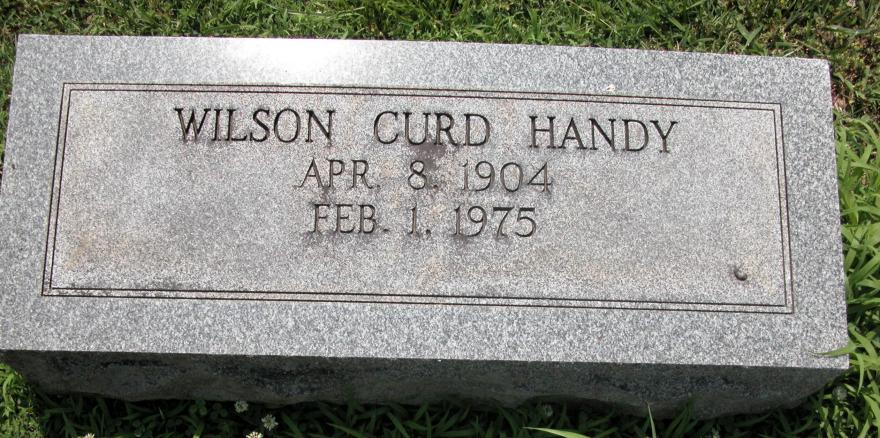 WILSON CURD HANDY
APR. 8, 1904
FEB. 1, 1975